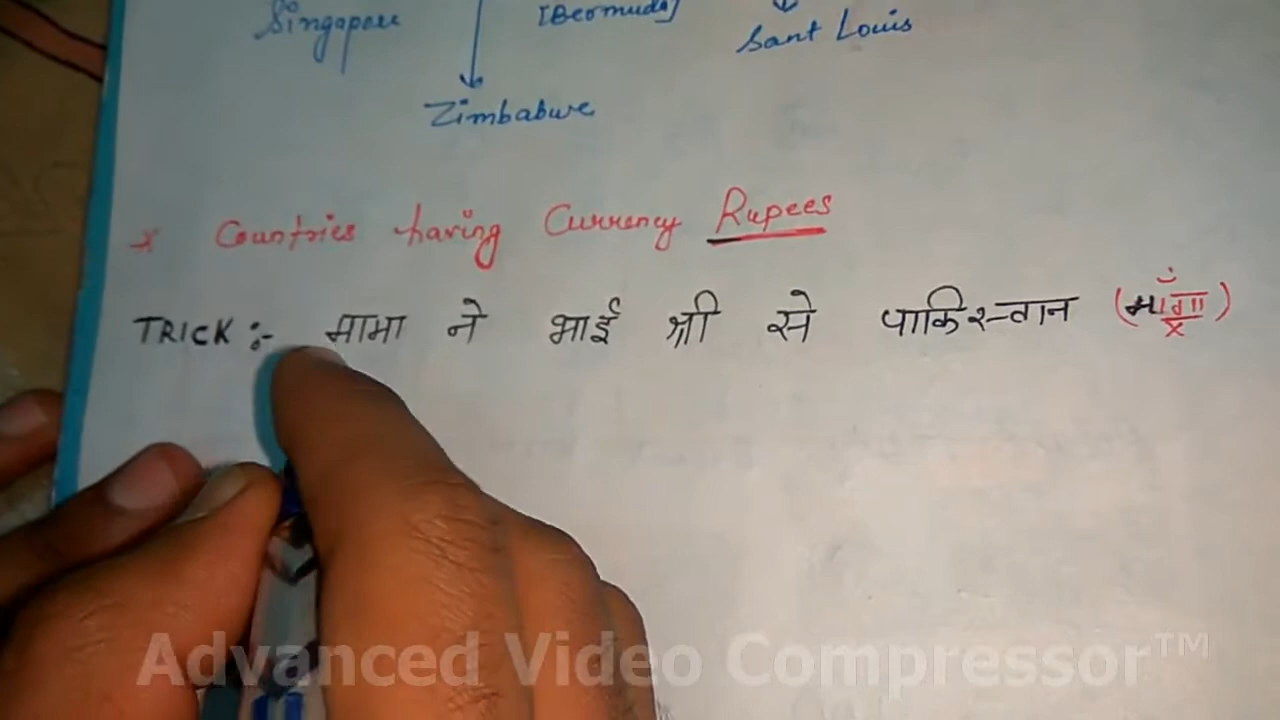 Singapore [Bermuda] Sant Louis
Zimbabwe
* Countries having Currency Rupees
TRICK :- मामा ने भाई श्री से पाकिस्तान (माँगा)
x
Advanced Video Compressor™